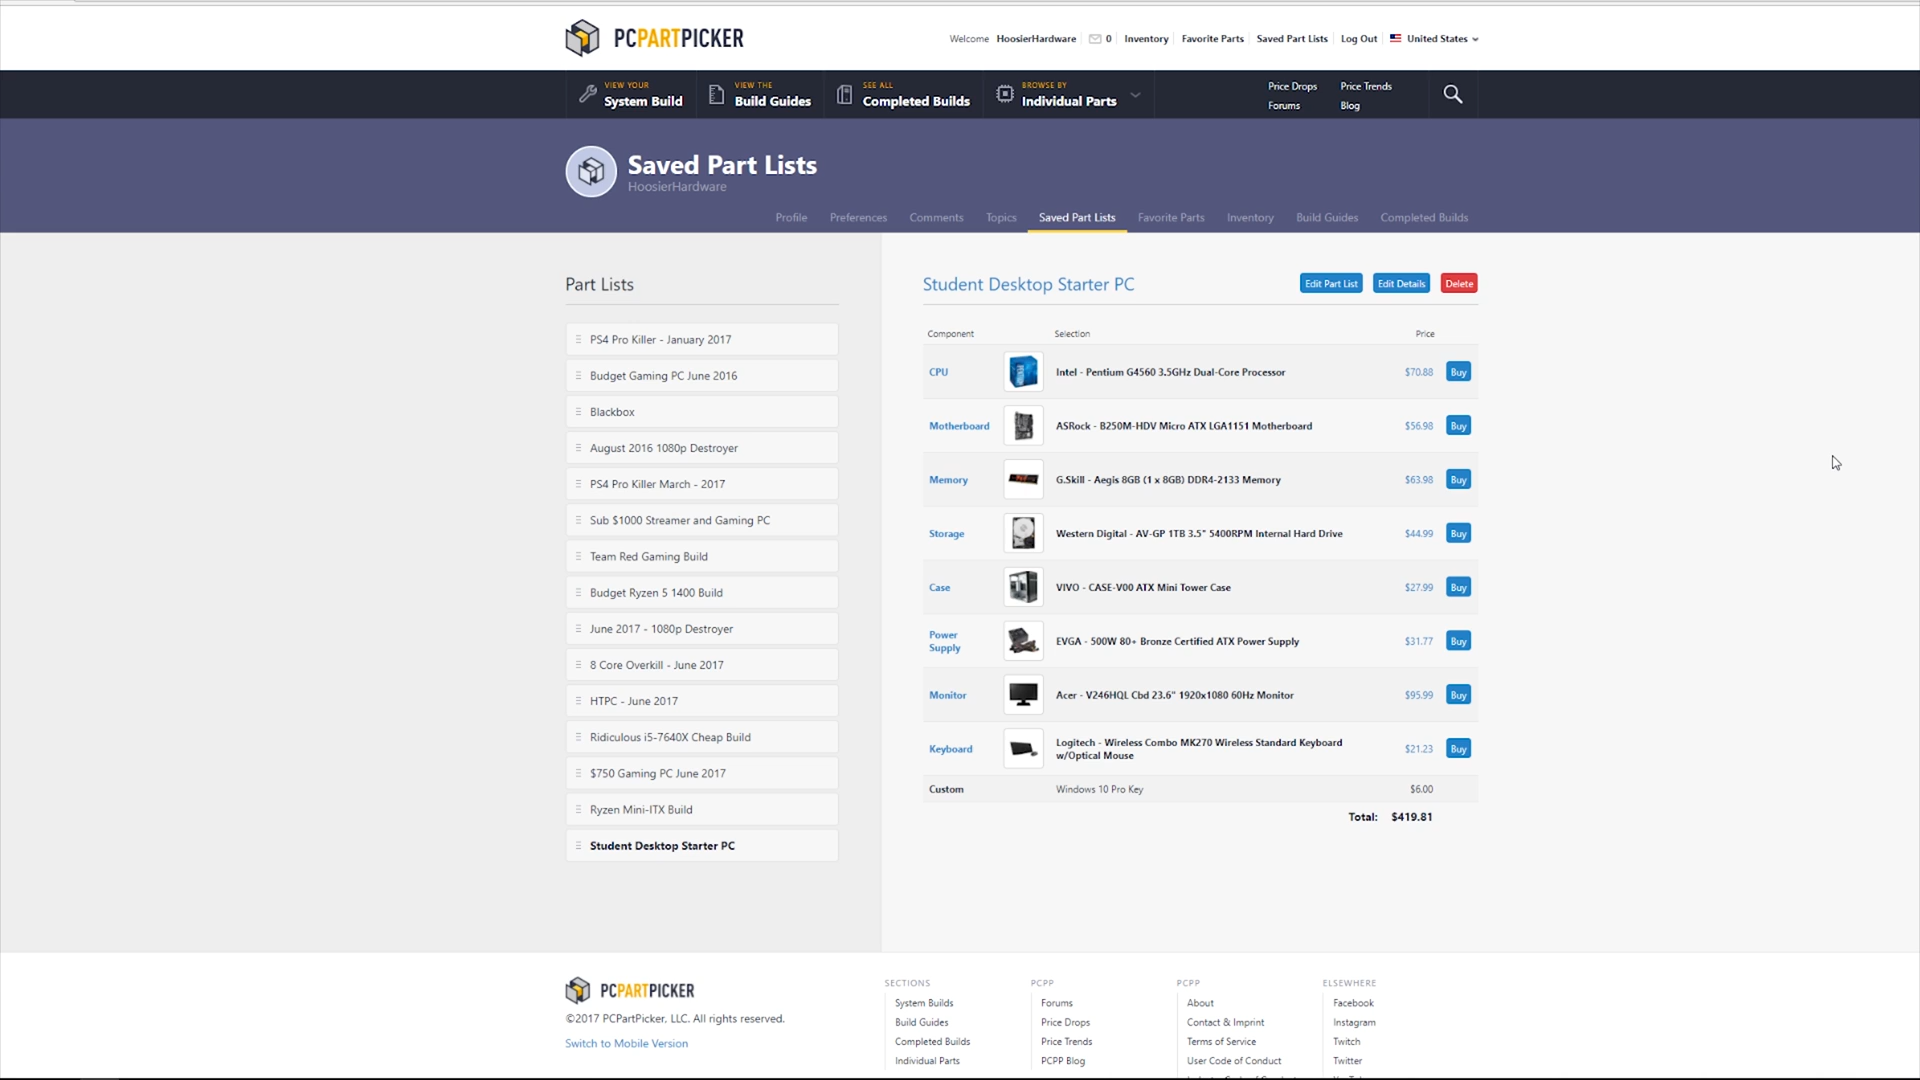 PCPARTPICKER
Welcome HoosierHardware 0 Inventory Favorite Parts Saved Part Lists Log Out United States
VIEW YOUR
System Build
VIEW THE
Build Guides
SEE ALL
Completed Builds
BROWSE BY
Individual Parts
Price Drops Price Trends
Forums Blog
Saved Part Lists
HoosierHardware
Profile Preferences Comments Topics Saved Part Lists Favorite Parts Inventory Build Guides Completed Builds
Part Lists
PS4 Pro Killer - January 2017
Budget Gaming PC June 2016
Blackbox
August 2016 1080p Destroyer
PS4 Pro Killer March - 2017
Sub $1000 Streamer and Gaming PC
Team Red Gaming Build
Budget Ryzen 5 1400 Build
June 2017 - 1080p Destroyer
8 Core Overkill - June 2017
HTPC - June 2017
Ridiculous i5-7640X Cheap Build
$750 Gaming PC June 2017
Ryzen Mini-ITX Build
Student Desktop Starter PC
Student Desktop Starter PC
Edit Part List Edit Details Delete
Component Selection Price
CPU Intel - Pentium G4560 3.5GHz Dual-Core Processor $70.88 Buy
Motherboard ASRock - B250M-HDV Micro ATX LGA1151 Motherboard $56.98 Buy
Memory G.Skill - Aegis 8GB (1 x 8GB) DDR4-2133 Memory $63.98 Buy
Storage Western Digital - AV-GP 1TB 3.5" 5400RPM Internal Hard Drive $44.99 Buy
Case VIVO - CASE-V00 ATX Mini Tower Case $27.99 Buy
Power
Supply EVGA - 500W 80+ Bronze Certified ATX Power Supply $31.77 Buy
Monitor Acer - V246HQL Cbd 23.6" 1920x1080 60Hz Monitor $95.99 Buy
Keyboard Logitech - Wireless Combo MK270 Wireless Standard Keyboard
w/Optical Mouse $21.23 Buy
Custom Windows 10 Pro Key $6.00
Total: $419.81
PCPARTPICKER
©2017 PCPartPicker, LLC. All rights reserved.
Switch to Mobile Version
SECTIONS
System Builds
Build Guides
Completed Builds
Individual Parts
PCPP
Forums
Price Drops
Price Trends
PCPP Blog
PCPP
About
Contact & Imprint
Terms of Service
User Code of Conduct
ELSEWHERE
Facebook
Instagram
Twitch
Twitter